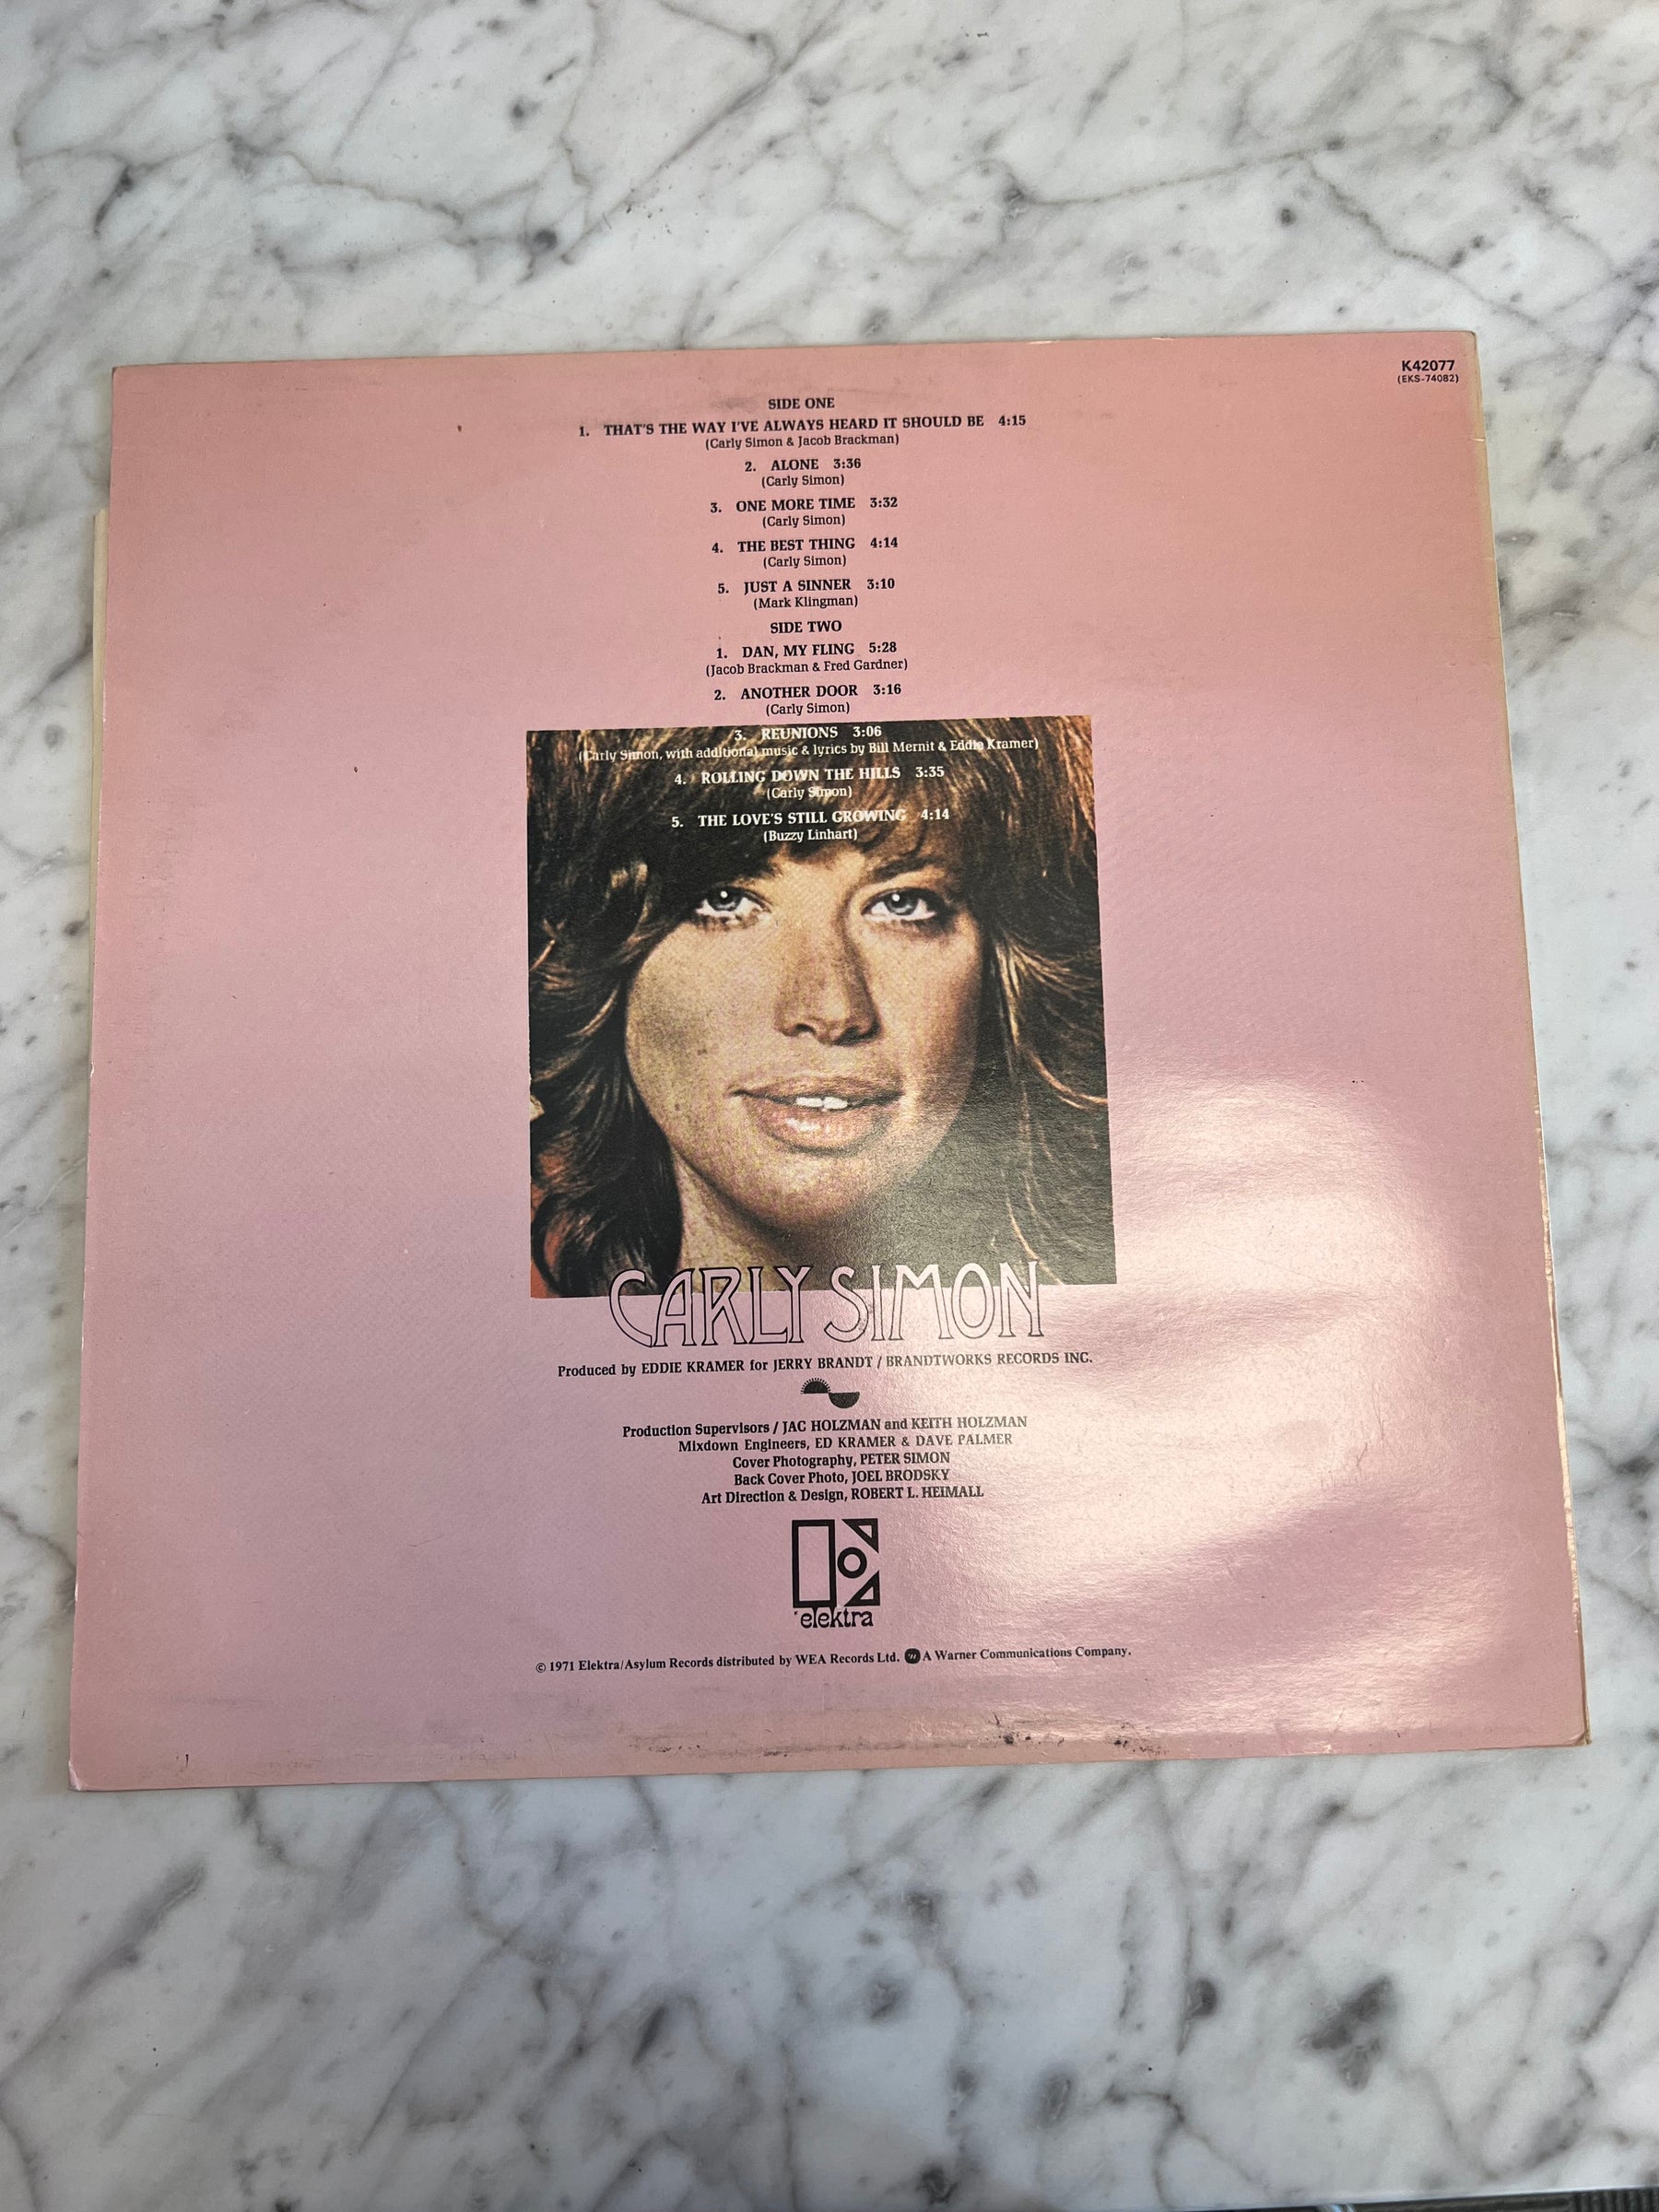 K42077
(EKS-74082)
SIDE ONE
1. THAT'S THE WAY I'VE ALWAYS HEARD IT SHOULD BE 4:15
(Carly Simon & Jacob Brackman)
2. ALONE 3:36
(Carly Simon)
3. ONE MORE TIME 3:32
(Carly Simon)
4. THE BEST THING 4:14
(Carly Simon)
5. JUST A SINNER 3:10
(Mark Klingman)
SIDE TWO
1. DAN, MY FLING 5:28
(Jacob Brackman & Fred Gardner)
2. ANOTHER DOOR 3:16
(Carly Simon)
3. REUNIONS 3:06
(Carly Simon, with additional music & lyrics by Bill Mernit & Eddie Kramer)
4. ROLLING DOWN THE HILLS 3:35
(Carly Simon)
5. THE LOVE'S STILL GROWING 4:14
(Buzzy Linhart)
CARLY SIMON
Produced by EDDIE KRAMER for JERRY BRANDT / BRANDTWORKS RECORDS INC.
Production Supervisors / JAC HOLZMAN and KEITH HOLZMAN
Mixdown Engineers, ED KRAMER & DAVE PALMER
Cover Photography, PETER SIMON
Back Cover Photo, JOEL BRODSKY
Art Direction & Design, ROBERT L. HEIMALL
elektra
© 1971 Elektra/Asylum Records distributed by WEA Records Ltd. A Warner Communications Company.